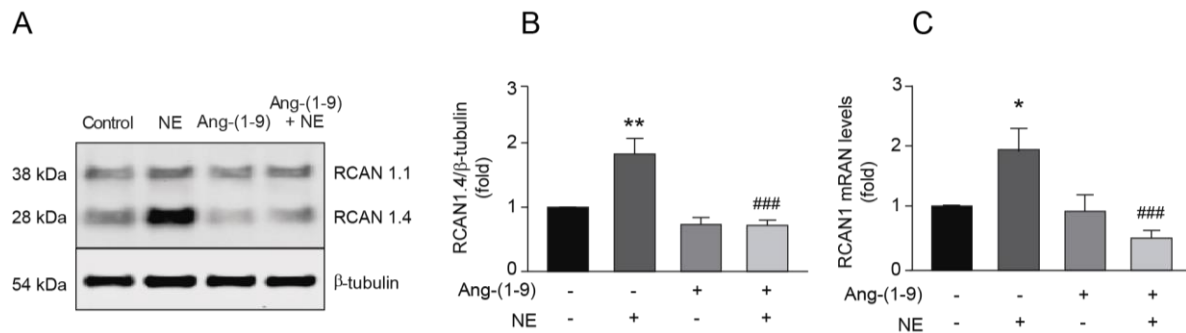 A
Control NE Ang-(1-9) Ang-(1-9) + NE
38 kDa RCAN 1.1
28 kDa RCAN 1.4
54 kDa β-tubulin
B
RCAN1.4/β-tubulin
(fold)
3
2
1
0
**
###
Ang-(1-9) - - + +
NE - + - +
C
RCAN1 mRAN levels
(fold)
3
2
1
0
*
###
Ang-(1-9) - - + +
NE - + - +